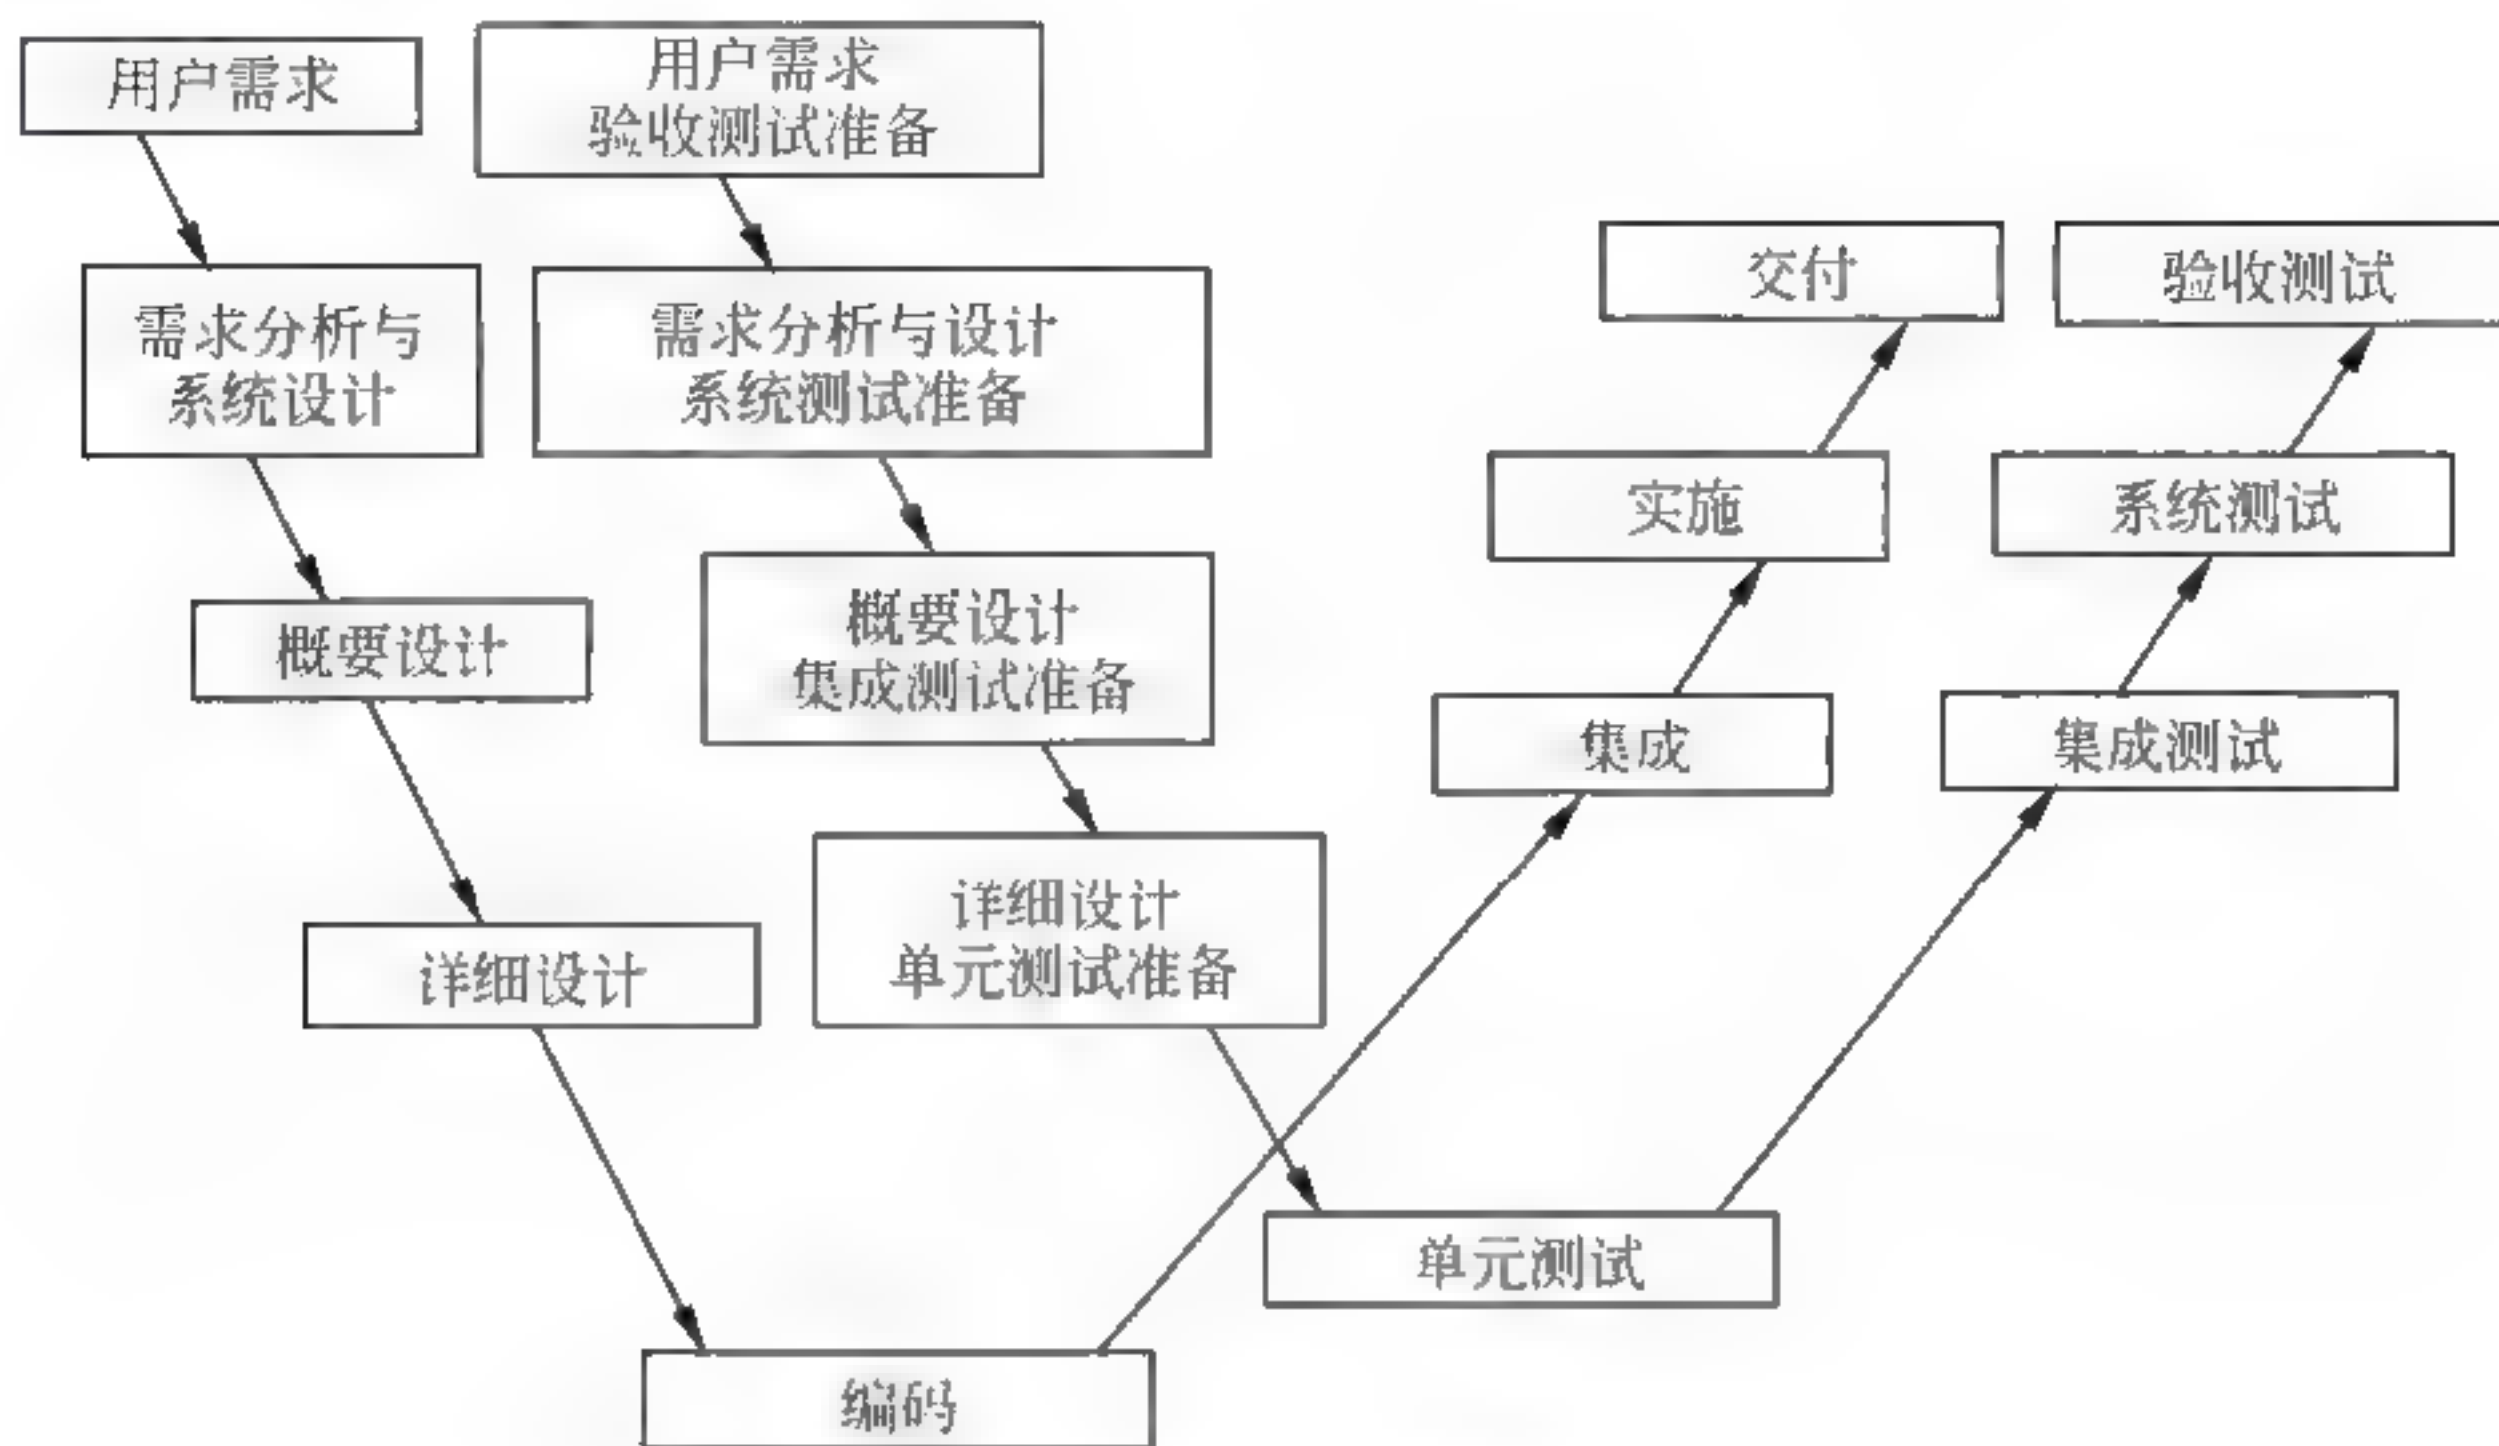 用户需求
用户需求
验收测试准备
交付
验收测试
需求分析与
系统设计
需求分析与设计
系统测试准备
实施
系统测试
概要设计
概要设计
集成测试准备
集成
集成测试
详细设计
详细设计
单元测试准备
单元测试
编码